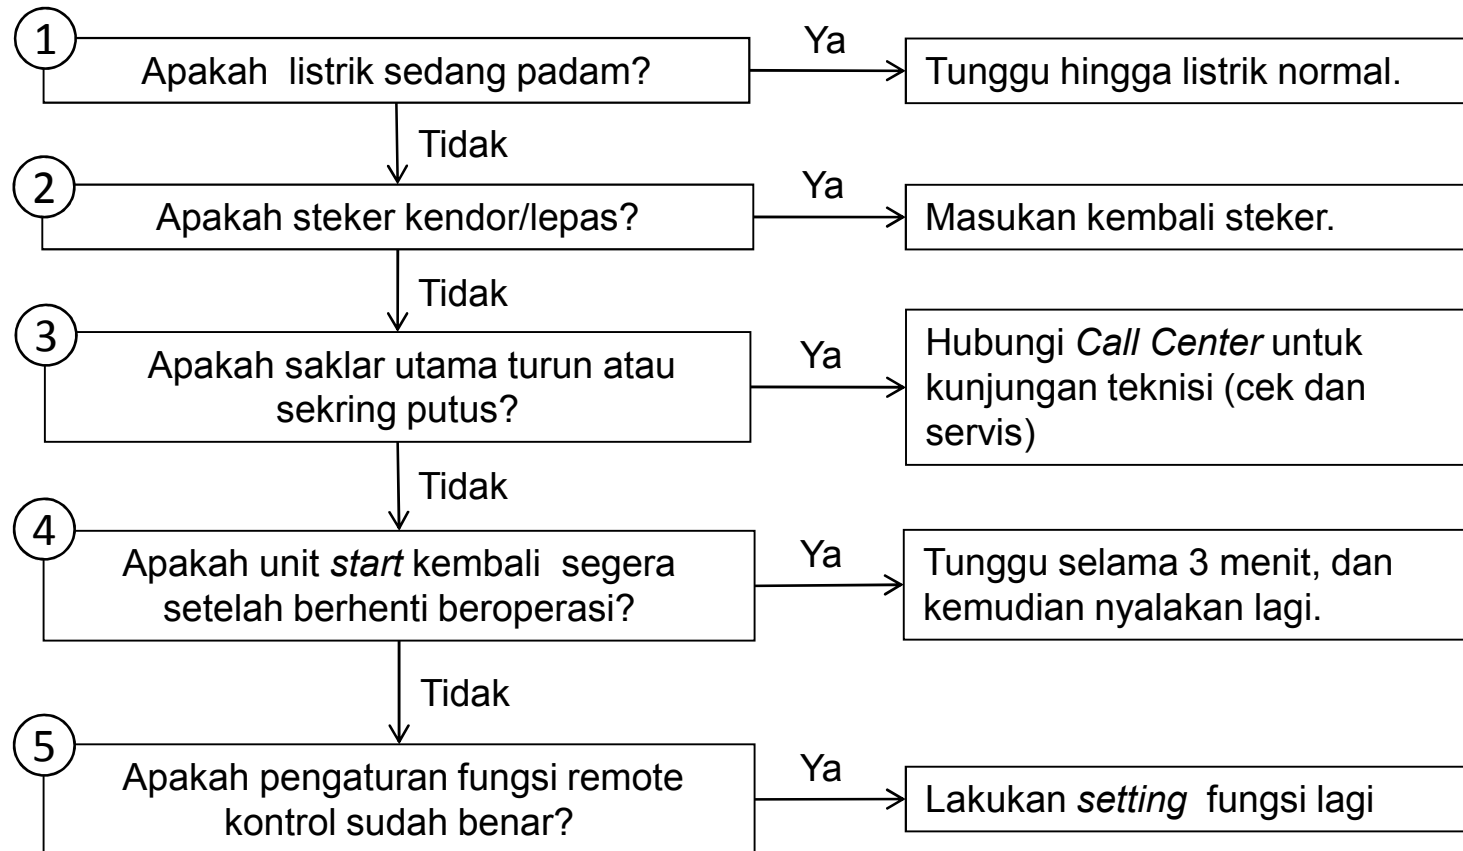 1
Apakah listrik sedang padam?
Ya
Tunggu hingga listrik normal.
Tidak
2
Apakah steker kendor/lepas?
Ya
Masukan kembali steker.
Tidak
3
Apakah saklar utama turun atau
sekring putus?
Ya
Hubungi Call Center untuk
kunjungan teknisi (cek dan
servis)
Tidak
4
Apakah unit start kembali segera
setelah berhenti beroperasi?
Ya
Tunggu selama 3 menit, dan
kemudian nyalakan lagi.
Tidak
5
Apakah pengaturan fungsi remote
kontrol sudah benar?
Ya
Lakukan setting fungsi lagi